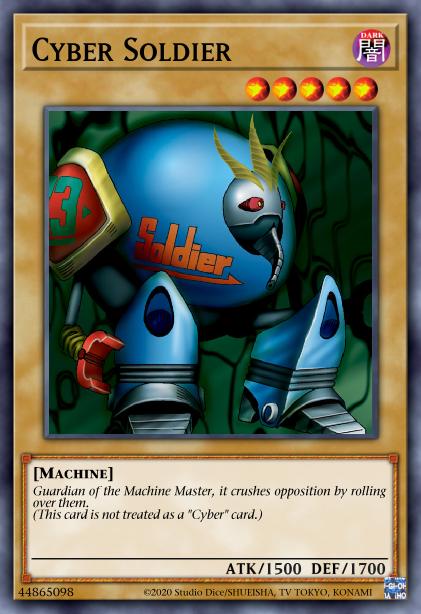 Cyber Soldier
DARK
闇
3
Soldier
[Machine]
Guardian of the Machine Master, it crushes opposition by rolling
over them.
(This card is not treated as a "Cyber" card.)
ATK/1500 DEF/1700
44865098
©2020 Studio Dice/SHUEISHA, TV TOKYO, KONAMI